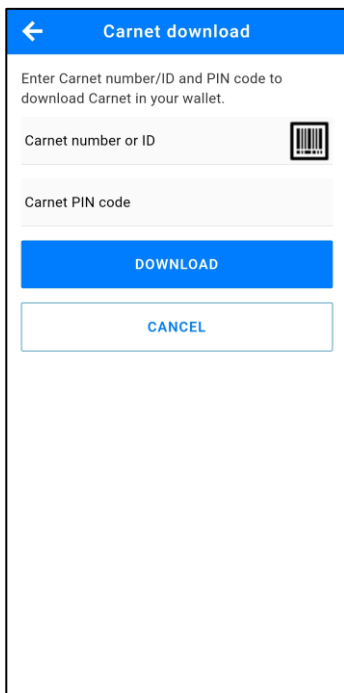 Carnet download
Enter Carnet number/ID and PIN code to
download Carnet in your wallet.
Carnet number or ID
Carnet PIN code
DOWNLOAD
CANCEL